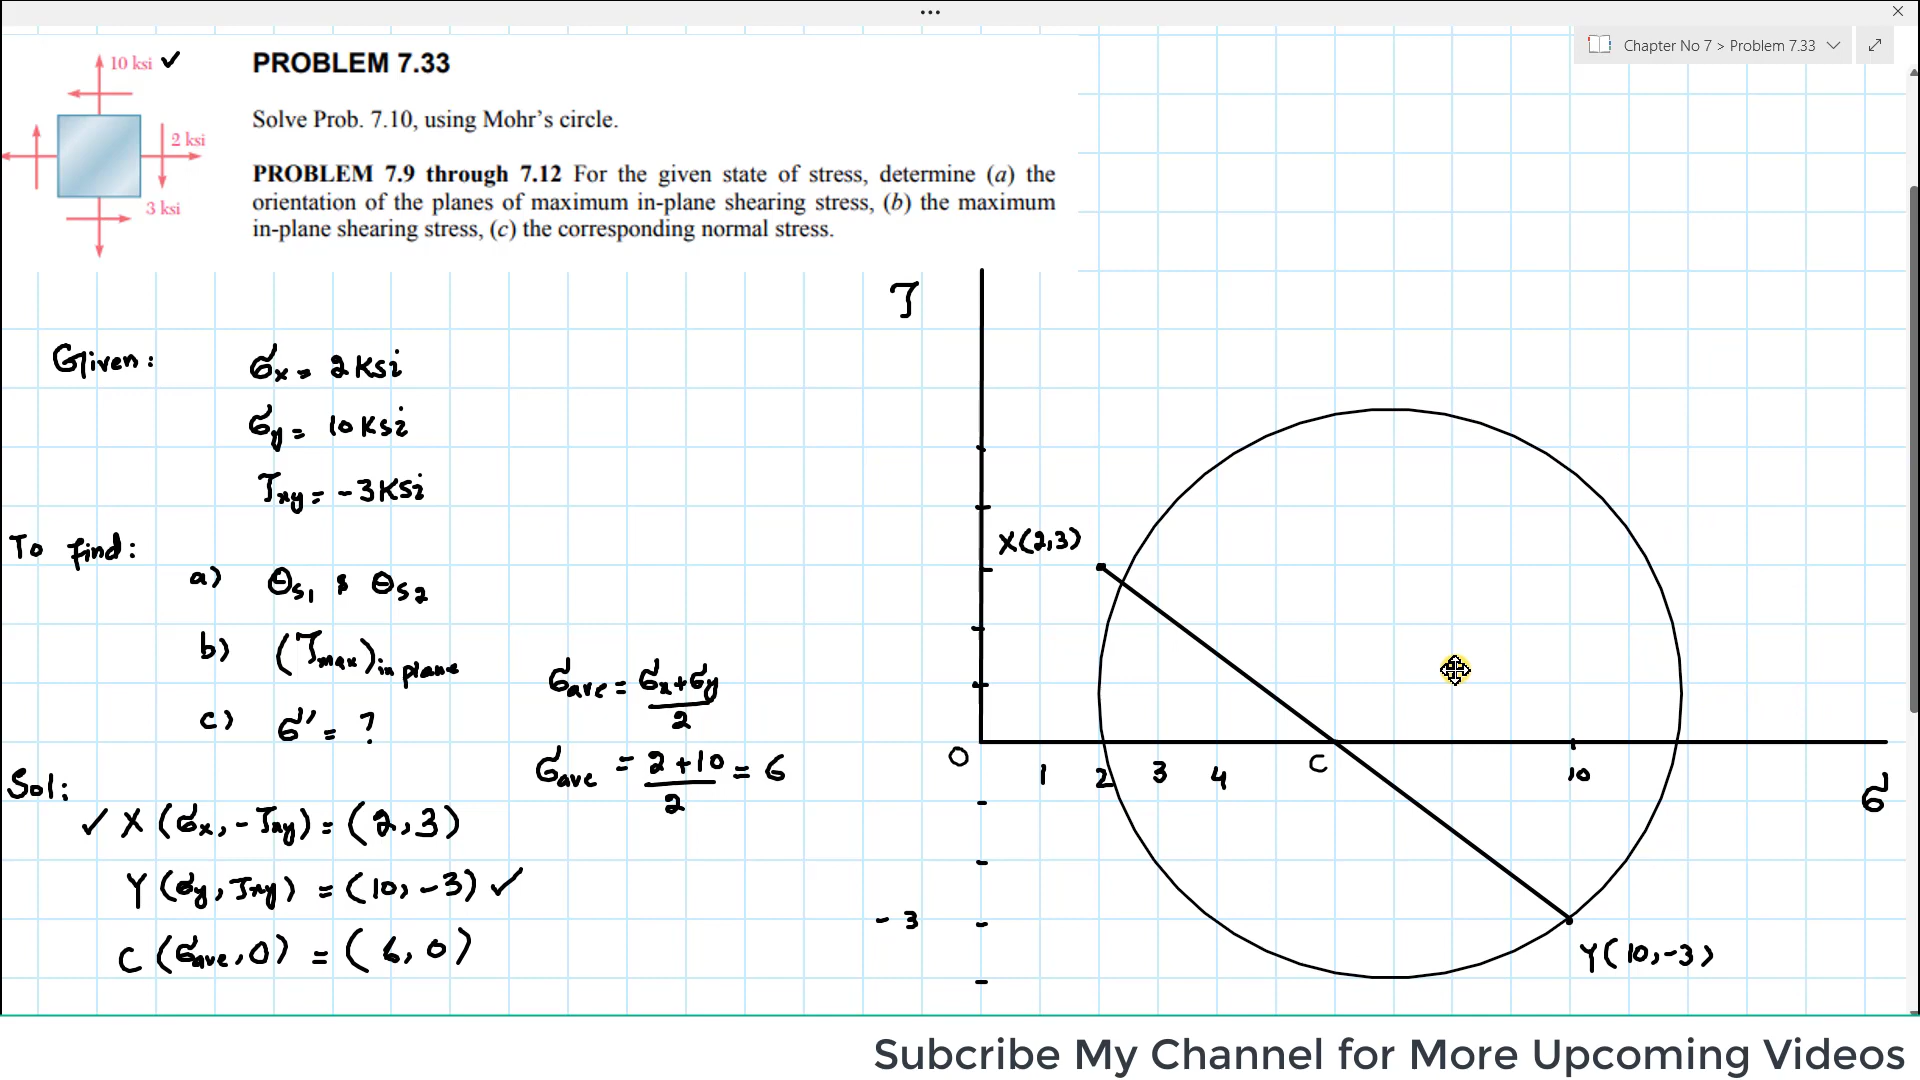 Chapter No 7 > Problem 7.33
10 ksi ✓
2 ksi
3 ksi
PROBLEM 7.33
Solve Prob. 7.10, using Mohr's circle.
PROBLEM 7.9 through 7.12 For the given state of stress, determine (a) the
orientation of the planes of maximum in-plane shearing stress, (b) the maximum
in-plane shearing stress, (c) the corresponding normal stress.
Given:
σx = 2 Ksi
σy = 10 Ksi
τxy = -3 Ksi
To find:
a) θs1 & θs2
b) (τmax) in plane
c) σ' = ?
σave = σx+σy / 2
σave = 2+10 / 2 = 6
Sol:
✓ X (σx, -τxy) = (2, 3)
Y (σy, τxy) = (10, -3) ✓
C (σave, 0) = (6, 0)
τ
X(2,3)
O 1 2 3 4 C 10
σ
-3
Y(10,-3)
Subcribe My Channel for More Upcoming Videos